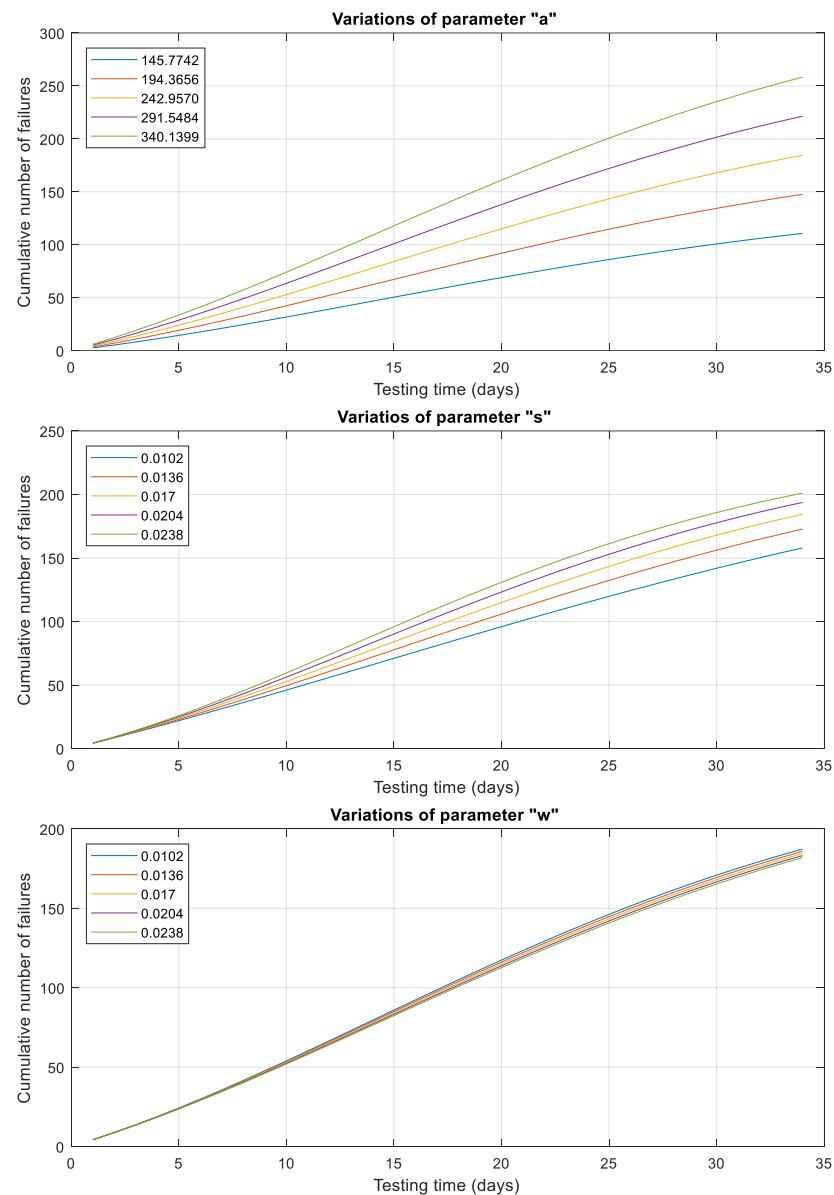 Variations of parameter "a"
300
250
200
150
100
50
0
145.7742
194.3656
242.9570
291.5484
340.1399
Cumulative number of failures
0 5 10 15 20 25 30 35
Testing time (days)
Variatios of parameter "s"
250
200
150
100
50
0
0.0102
0.0136
0.017
0.0204
0.0238
Cumulative number of failures
0 5 10 15 20 25 30 35
Testing time (days)
Variations of parameter "w"
200
150
100
50
0
0.0102
0.0136
0.017
0.0204
0.0238
Cumulative number of failures
0 5 10 15 20 25 30 35
Testing time (days)